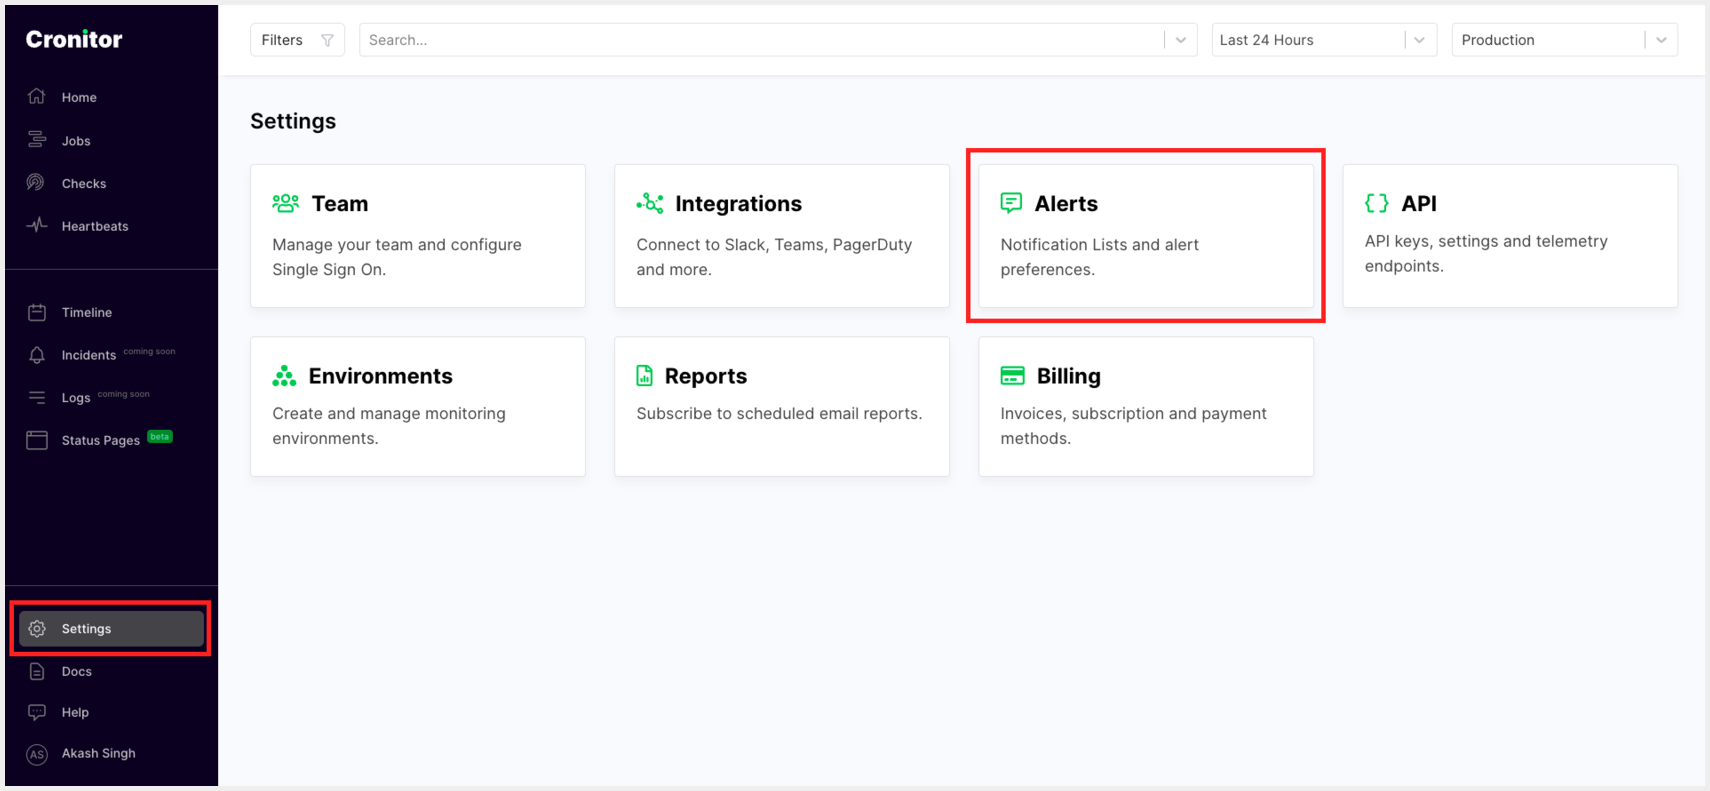 Cronitor
Filters
Search...
Last 24 Hours
Production
Home
Jobs
Checks
Heartbeats
Timeline
Incidents coming soon
Logs coming soon
Status Pages beta
Settings
Docs
Help
AS Akash Singh
Settings
Team
Manage your team and configure
Single Sign On.
Integrations
Connect to Slack, Teams, PagerDuty
and more.
Alerts
Notification Lists and alert
preferences.
API
API keys, settings and telemetry
endpoints.
Environments
Create and manage monitoring
environments.
Reports
Subscribe to scheduled email reports.
Billing
Invoices, subscription and payment
methods.